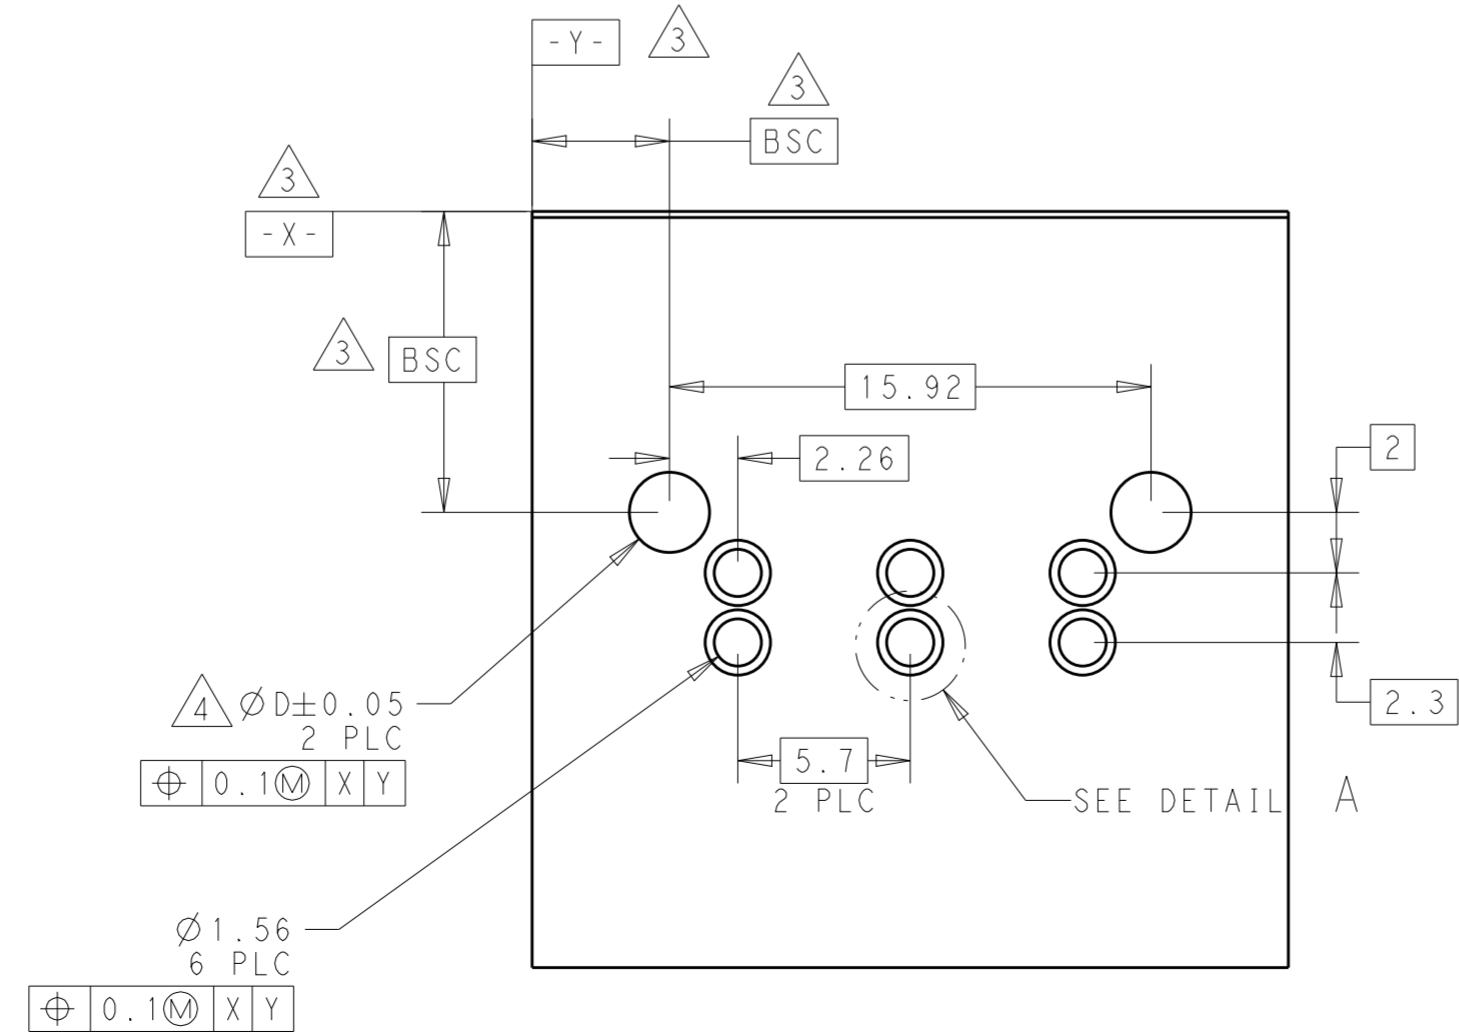 -Y-
3
3
BSC
3
-X-
3
BSC
15.92
2
2.26
4 ØD±0.05
2 PLC
⌖ 0.1Ⓜ X Y
2.3
5.7
2 PLC
SEE DETAIL A
Ø1.56
6 PLC
⌖ 0.1Ⓜ X Y